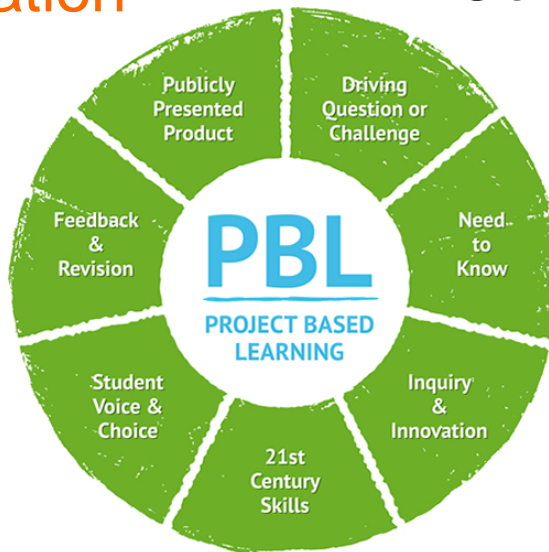 ation
Publicly
Presented
Product
Driving
Question or
Challenge
Feedback
&
Revision
PBL
PROJECT BASED
LEARNING
Need
to
Know
Student
Voice &
Choice
21st
Century
Skills
Inquiry
&
Innovation